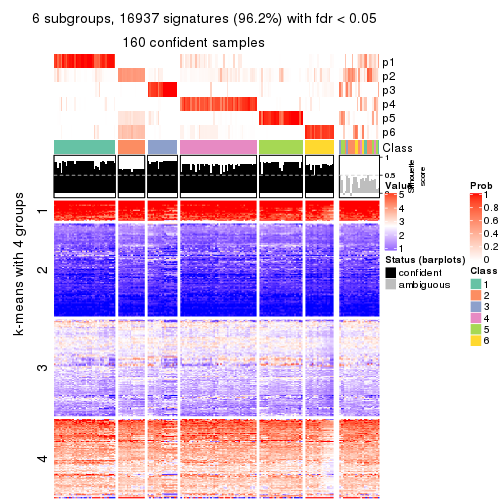 6 subgroups, 16937 signatures (96.2%) with fdr < 0.05
160 confident samples
p1
p2
p3
p4
p5
p6
Class
1
0.5
0
Silhouette
score
k-means with 4 groups
1
2
3
4
Value
5
4
3
2
1
Status (barplots)
confident
ambiguous
Prob
1
0.8
0.6
0.4
0.2
0
Class
1
2
3
4
5
6